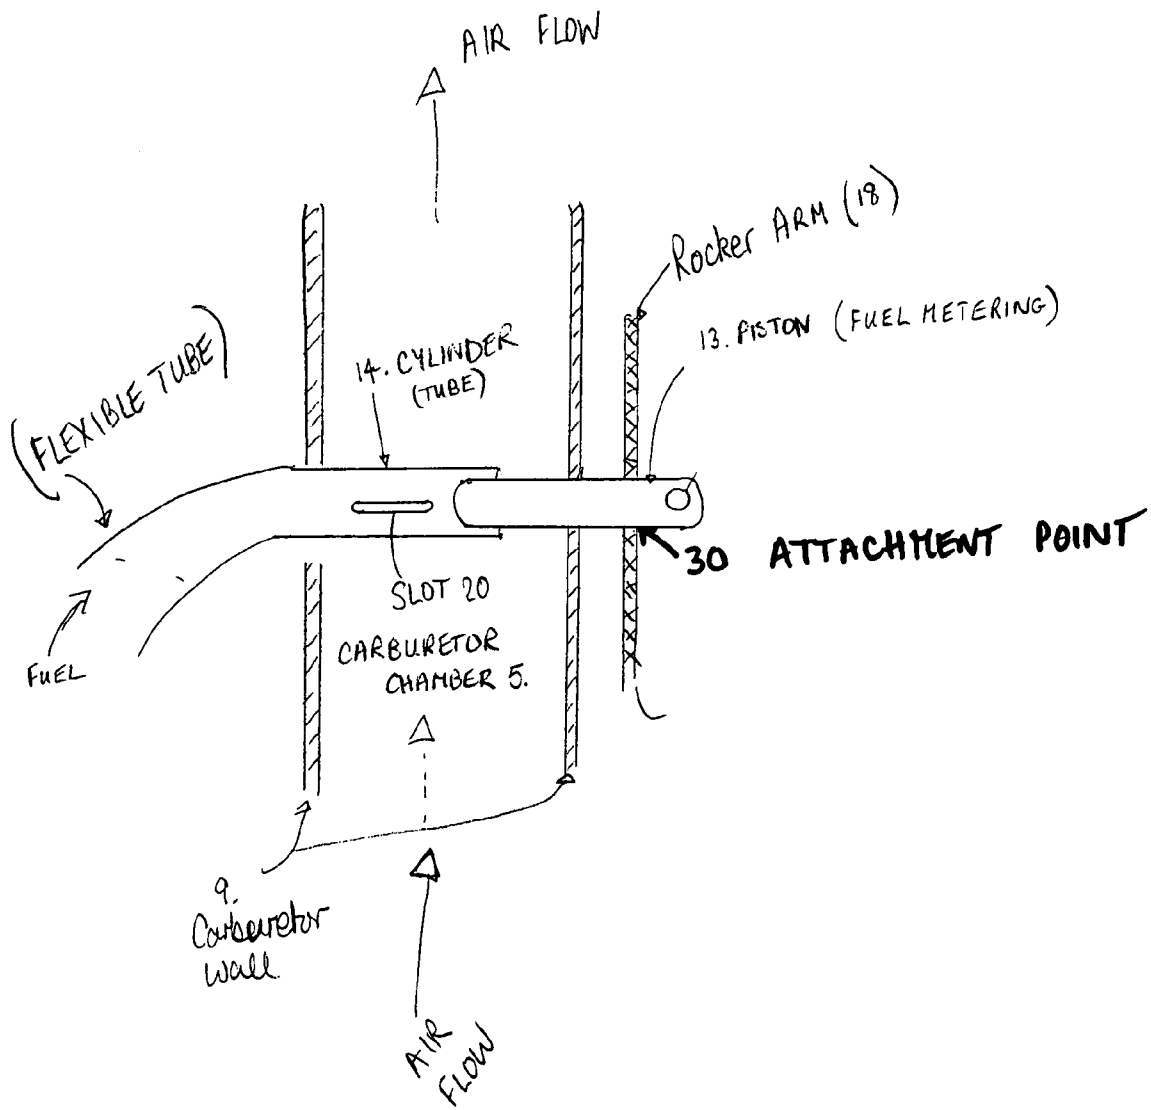 AIR FLOW
Rocker ARM (18)
13. PISTON (FUEL METERING)
14. CYLINDER
(TUBE)
(FLEXIBLE TUBE)
30 ATTACHMENT POINT
SLOT 20
FUEL
CARBURETOR
CHAMBER 5.
9.
Carburetor
Wall
AIR
FLOW